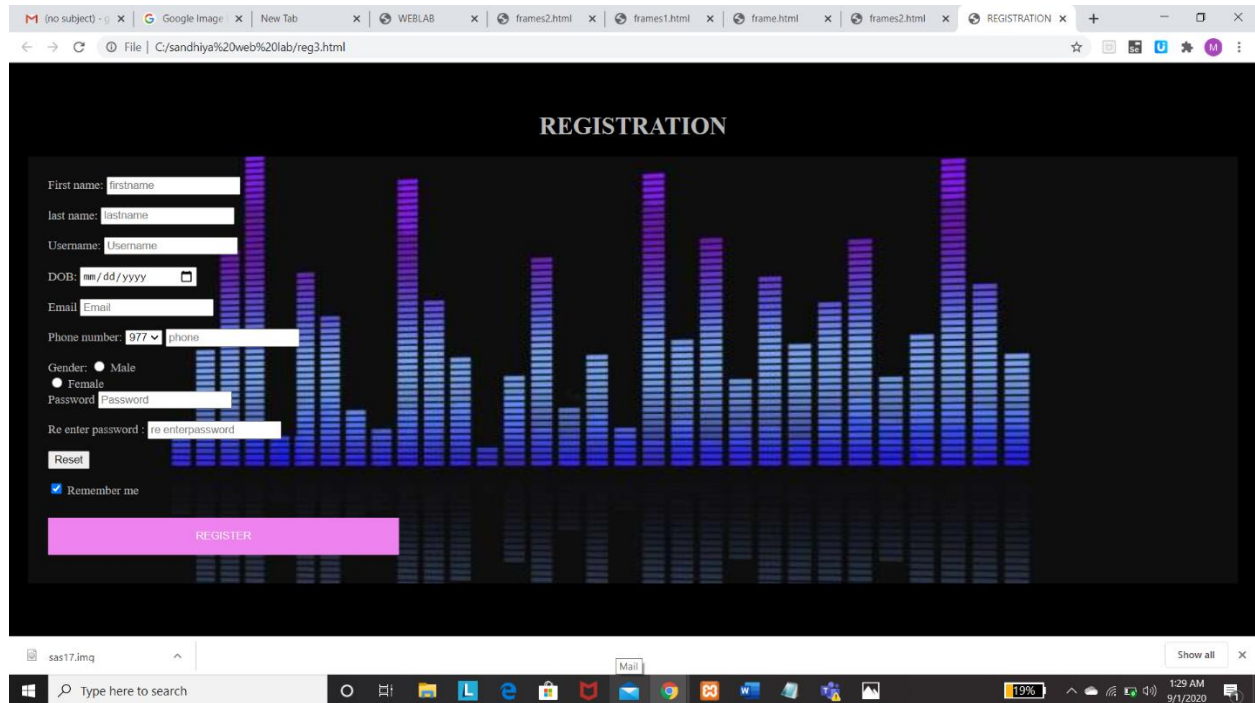 (no subject) - g
Google Image
New Tab
WEBLAB
frames2.html
frames1.html
frame.html
frames2.html
REGISTRATION
File | C:/sandhiya%20web%20lab/reg3.html
Se
M
REGISTRATION
First name: firstname
last name: lastname
Username: Username
DOB: mm/dd/yyyy
Email Email
Phone number: 977 phone
Gender: Male
Female
Password Password
Re enter password : re enterpassword
Reset
Remember me
REGISTER
sas17.imq
Show all
Mail
Type here to search
19%
1:29 AM
9/1/2020